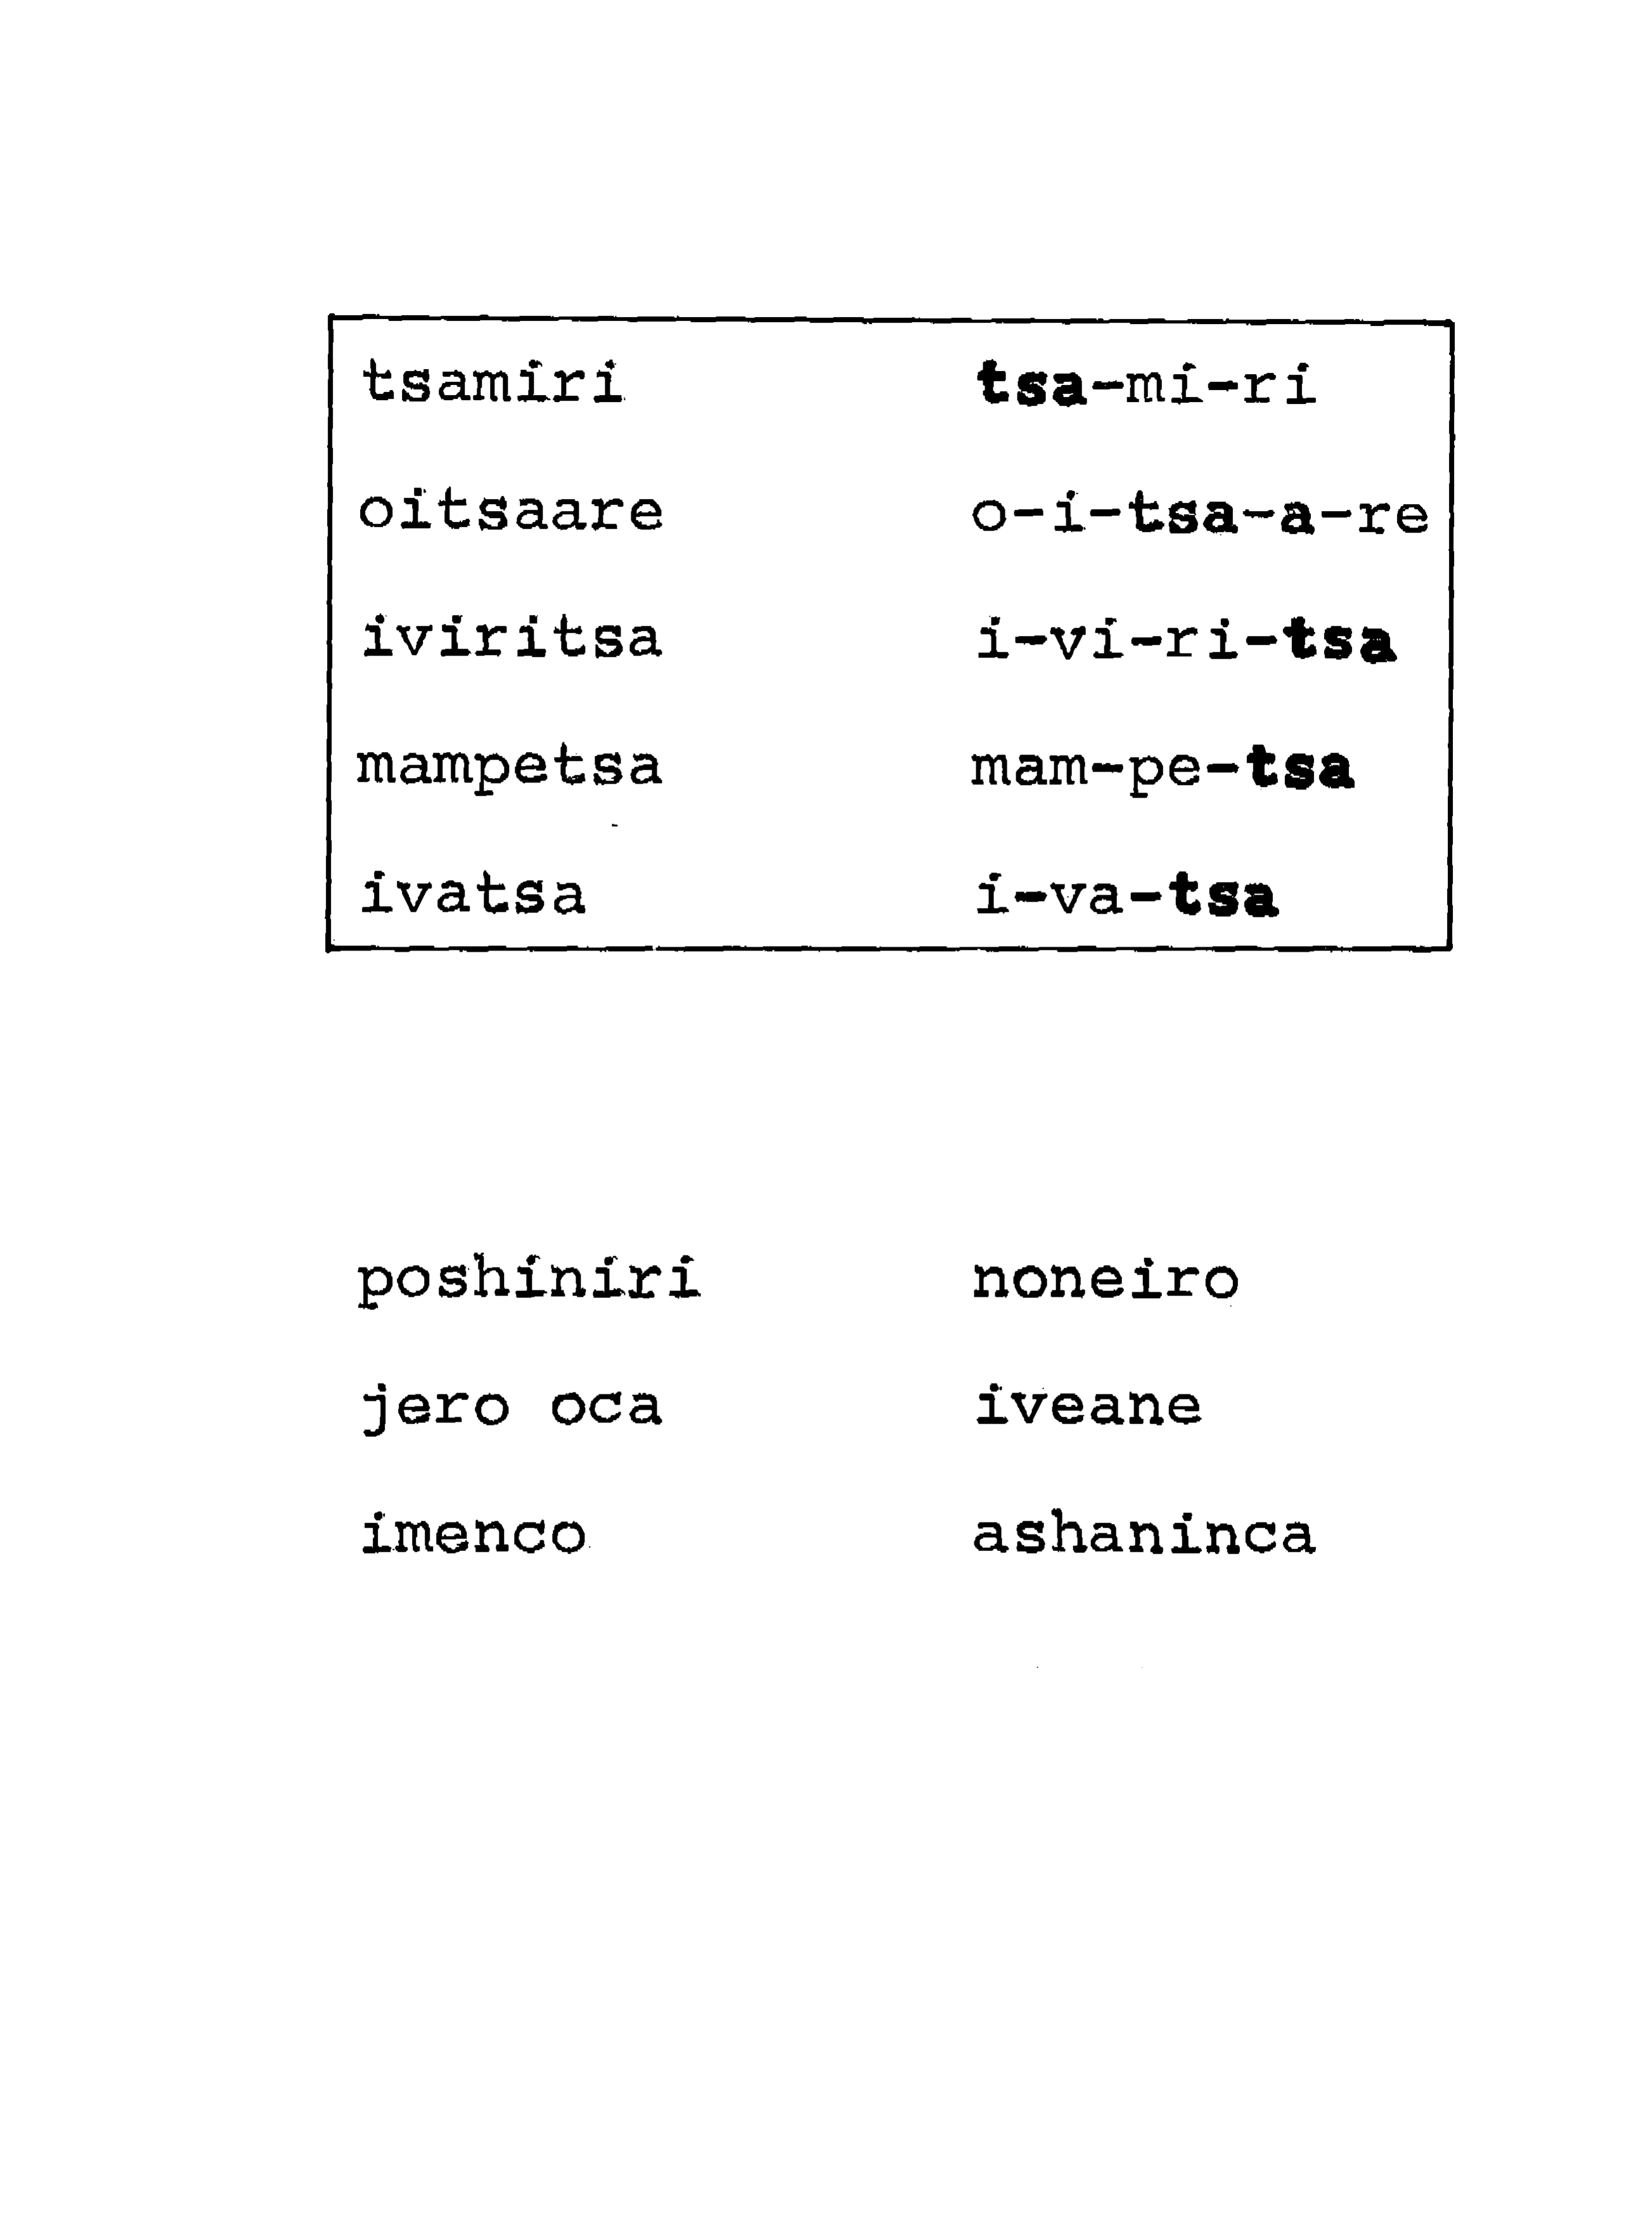 tsamiri tsa-mi-ri
oitsaare o-i-tsa-a-re
iviritsa i-vi-ri-tsa
mampetsa mam-pe-tsa
ivatsa i-va-tsa
poshiniri noneiro
jero oca iveane
imenco ashaninca